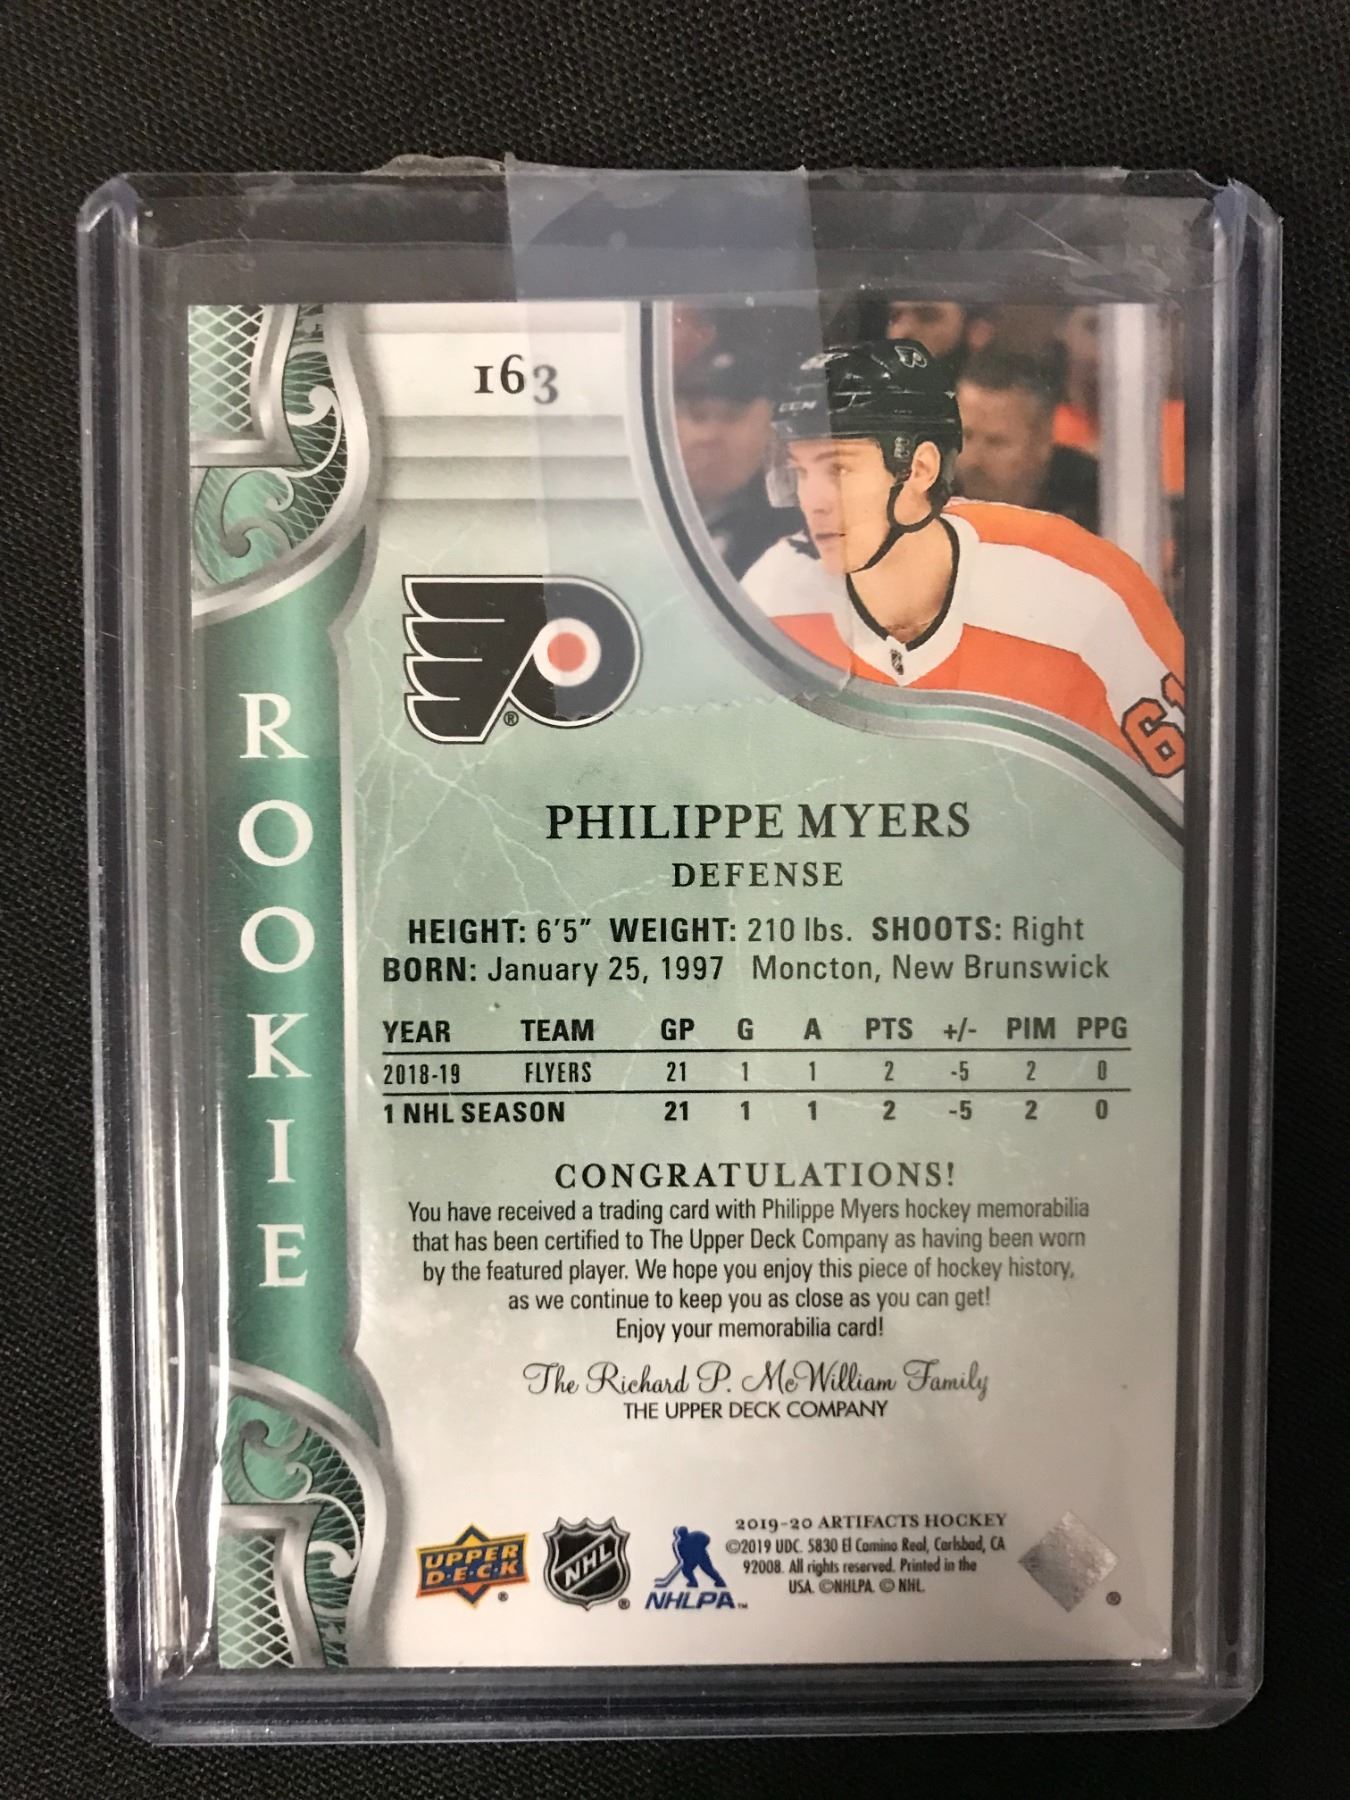 163
CCM
61
ROOKIE
®
PHILIPPE MYERS
DEFENSE
HEIGHT: 6'5" WEIGHT: 210 lbs. SHOOTS: Right
BORN: January 25, 1997 Moncton, New Brunswick
YEAR TEAM GP G A PTS +/- PIM PPG
2018-19 FLYERS 21 1 1 2 -5 2 0
1 NHL SEASON 21 1 1 2 -5 2 0
CONGRATULATIONS!
You have received a trading card with Philippe Myers hockey memorabilia
that has been certified to The Upper Deck Company as having been worn
by the featured player. We hope you enjoy this piece of hockey history,
as we continue to keep you as close as you can get!
Enjoy your memorabilia card!
The Richard P. McWilliam Family
THE UPPER DECK COMPANY
UPPER
D·E·C·K ®
NHL ®
NHLPA™
2019-20 ARTIFACTS HOCKEY
©2019 UDC. 5830 El Camino Real, Carlsbad, CA
92008. All rights reserved. Printed in the
USA. ©NHLPA. © NHL.
®